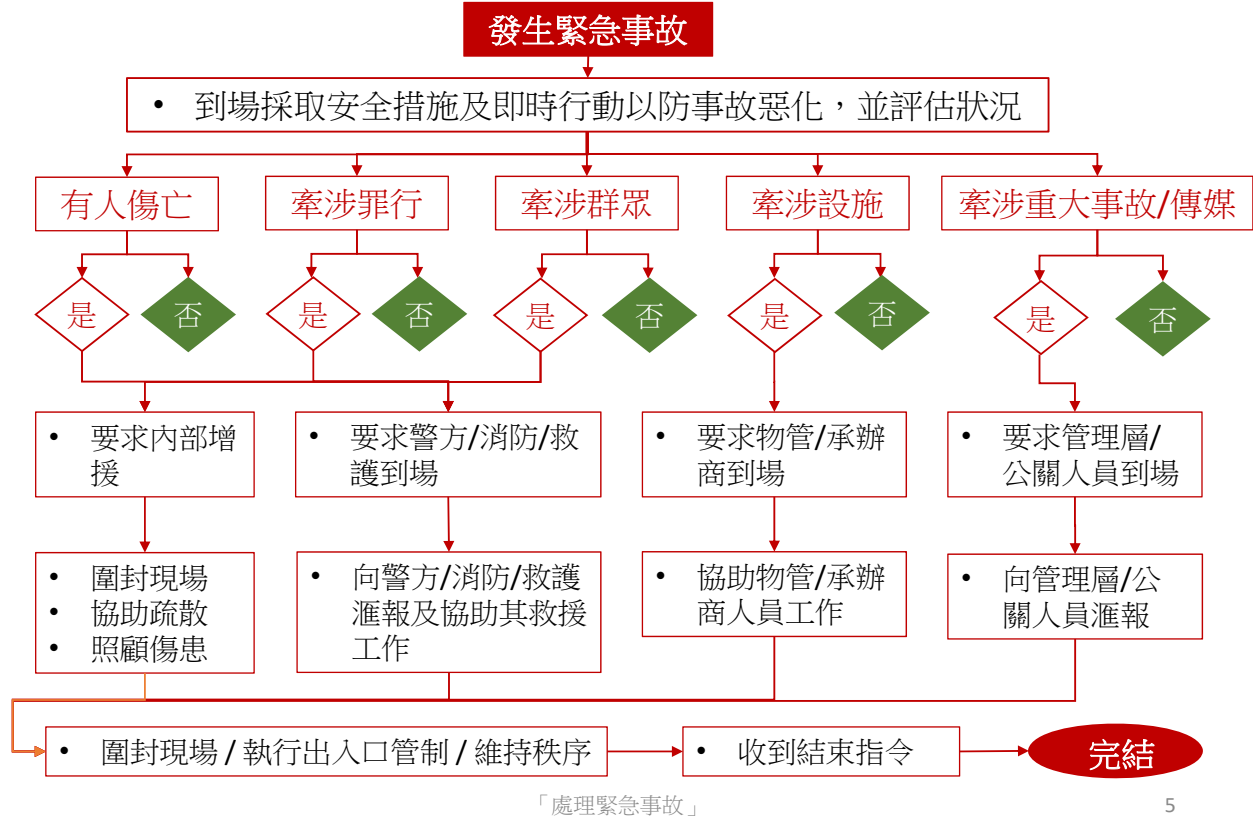 發生緊急事故
• 到場採取安全措施及即時行動以防事故惡化，並評估狀況
有人傷亡
牽涉罪行
牽涉群眾
牽涉設施
牽涉重大事故/傳媒
是
否
是
否
是
否
是
否
是
否
• 要求內部增
援
• 要求警方/消防/救
護到場
• 要求物管/承辦
商到場
• 要求管理層/
公關人員到場
• 圍封現場
• 協助疏散
• 照顧傷患
• 向警方/消防/救護
滙報及協助其救援
工作
• 協助物管/承辦
商人員工作
• 向管理層/公
關人員滙報
• 圍封現場 / 執行出入口管制 / 維持秩序
• 收到結束指令
完結
「處理緊急事故」
5